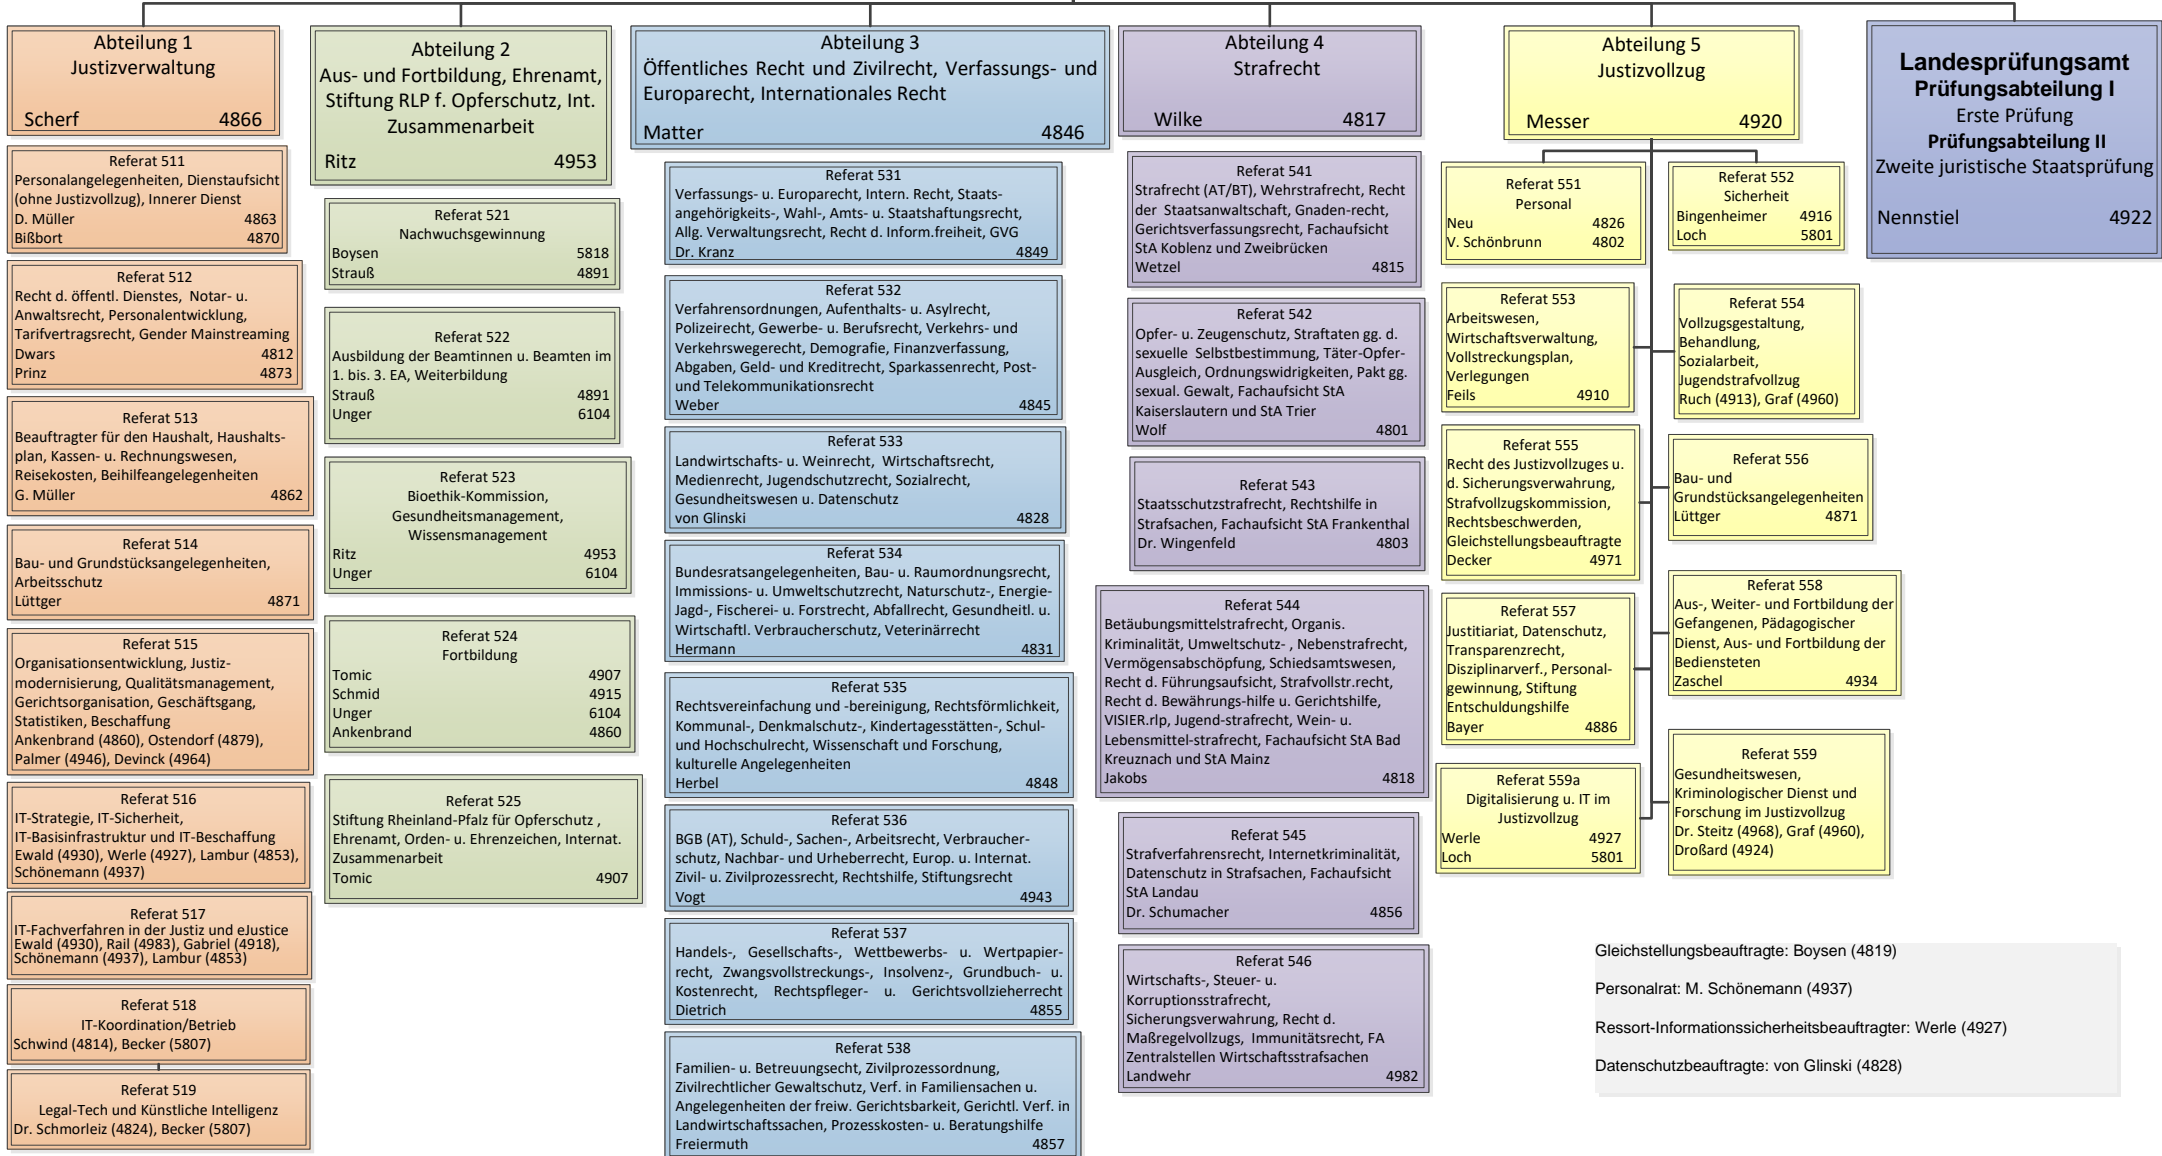 Abteilung 1
Justizverwaltung
Scherf 4866
Referat 511
Personalangelegenheiten, Dienstaufsicht
(ohne Justizvollzug), Innerer Dienst
D. Müller 4863
Bißbort 4870
Referat 512
Recht d. öffentl. Dienstes, Notar- u.
Anwaltsrecht, Personalentwicklung,
Tarifvertragsrecht, Gender Mainstreaming
Dwars 4812
Prinz 4873
Referat 513
Beauftragter für den Haushalt, Haushalts-
plan, Kassen- u. Rechnungswesen,
Reisekosten, Beihilfeangelegenheiten
G. Müller 4862
Referat 514
Bau- und Grundstücksangelegenheiten,
Arbeitsschutz
Lüttger 4871
Referat 515
Organisationsentwicklung, Justiz-
modernisierung, Qualitätsmanagement,
Gerichtsorganisation, Geschäftsgang,
Statistiken, Beschaffung
Ankenbrand (4860), Ostendorf (4879),
Palmer (4946), Devinck (4964)
Referat 516
IT-Strategie, IT-Sicherheit,
IT-Basisinfrastruktur und IT-Beschaffung
Ewald (4930), Werle (4927), Lambur (4853),
Schönemann (4937)
Referat 517
IT-Fachverfahren in der Justiz und eJustice
Ewald (4930), Rail (4983), Gabriel (4918),
Schönemann (4937), Lambur (4853)
Referat 518
IT-Koordination/Betrieb
Schwind (4814), Becker (5807)
Referat 519
Legal-Tech und Künstliche Intelligenz
Dr. Schmorleiz (4824), Becker (5807)
Abteilung 2
Aus- und Fortbildung, Ehrenamt,
Stiftung RLP f. Opferschutz, Int.
Zusammenarbeit
Ritz 4953
Referat 521
Nachwuchsgewinnung
Boysen 5818
Strauß 4891
Referat 522
Ausbildung der Beamtinnen u. Beamten im
1. bis. 3. EA, Weiterbildung
Strauß 4891
Unger 6104
Referat 523
Bioethik-Kommission,
Gesundheitsmanagement,
Wissensmanagement
Ritz 4953
Unger 6104
Referat 524
Fortbildung
Tomic 4907
Schmid 4915
Unger 6104
Ankenbrand 4860
Referat 525
Stiftung Rheinland-Pfalz für Opferschutz ,
Ehrenamt, Orden- u. Ehrenzeichen, Internat.
Zusammenarbeit
Tomic 4907
Abteilung 3
Öffentliches Recht und Zivilrecht, Verfassungs- und
Europarecht, Internationales Recht
Matter 4846
Referat 531
Verfassungs- u. Europarecht, Intern. Recht, Staats-
angehörigkeits-, Wahl-, Amts- u. Staatshaftungsrecht,
Allg. Verwaltungsrecht, Recht d. Inform.freiheit, GVG
Dr. Kranz 4849
Referat 532
Verfahrensordnungen, Aufenthalts- u. Asylrecht,
Polizeirecht, Gewerbe- u. Berufsrecht, Verkehrs- und
Verkehrswegerecht, Demografie, Finanzverfassung,
Abgaben, Geld- und Kreditrecht, Sparkassenrecht, Post-
und Telekommunikationsrecht
Weber 4845
Referat 533
Landwirtschafts- u. Weinrecht, Wirtschaftsrecht,
Medienrecht, Jugendschutzrecht, Sozialrecht,
Gesundheitswesen u. Datenschutz
von Glinski 4828
Referat 534
Bundesratsangelegenheiten, Bau- u. Raumordnungsrecht,
Immissions- u. Umweltschutzrecht, Naturschutz-, Energie-
Jagd-, Fischerei- u. Forstrecht, Abfallrecht, Gesundheitl. u.
Wirtschaftl. Verbraucherschutz, Veterinärrecht
Hermann 4831
Referat 535
Rechtsvereinfachung und -bereinigung, Rechtsförmlichkeit,
Kommunal-, Denkmalschutz-, Kindertagesstätten-, Schul-
und Hochschulrecht, Wissenschaft und Forschung,
kulturelle Angelegenheiten
Herbel 4848
Referat 536
BGB (AT), Schuld-, Sachen-, Arbeitsrecht, Verbraucher-
schutz, Nachbar- und Urheberrecht, Europ. u. Internat.
Zivil- u. Zivilprozessrecht, Rechtshilfe, Stiftungsrecht
Vogt 4943
Referat 537
Handels-, Gesellschafts-, Wettbewerbs- u. Wertpapier-
recht, Zwangsvollstreckungs-, Insolvenz-, Grundbuch- u.
Kostenrecht, Rechtspfleger- u. Gerichtsvollzieherrecht
Dietrich 4855
Referat 538
Familien- u. Betreuungsecht, Zivilprozessordnung,
Zivilrechtlicher Gewaltschutz, Verf. in Familiensachen u.
Angelegenheiten der freiw. Gerichtsbarkeit, Gerichtl. Verf. in
Landwirtschaftssachen, Prozesskosten- u. Beratungshilfe
Freiermuth 4857
Abteilung 4
Strafrecht
Wilke 4817
Referat 541
Strafrecht (AT/BT), Wehrstrafrecht, Recht
der Staatsanwaltschaft, Gnaden-recht,
Gerichtsverfassungsrecht, Fachaufsicht
StA Koblenz und Zweibrücken
Wetzel 4815
Referat 542
Opfer- u. Zeugenschutz, Straftaten gg. d.
sexuelle Selbstbestimmung, Täter-Opfer-
Ausgleich, Ordnungswidrigkeiten, Pakt gg.
sexual. Gewalt, Fachaufsicht StA
Kaiserslautern und StA Trier
Wolf 4801
Referat 543
Staatsschutzstrafrecht, Rechtshilfe in
Strafsachen, Fachaufsicht StA Frankenthal
Dr. Wingenfeld 4803
Referat 544
Betäubungsmittelstrafrecht, Organis.
Kriminalität, Umweltschutz- , Nebenstrafrecht,
Vermögensabschöpfung, Schiedsamtswesen,
Recht d. Führungsaufsicht, Strafvollstr.recht,
Recht d. Bewährungs-hilfe u. Gerichtshilfe,
VISIER.rlp, Jugend-strafrecht, Wein- u.
Lebensmittel-strafrecht, Fachaufsicht StA Bad
Kreuznach und StA Mainz
Jakobs 4818
Referat 545
Strafverfahrensrecht, Internetkriminalität,
Datenschutz in Strafsachen, Fachaufsicht
StA Landau
Dr. Schumacher 4856
Referat 546
Wirtschafts-, Steuer- u.
Korruptionsstrafrecht,
Sicherungsverwahrung, Recht d.
Maßregelvollzugs, Immunitätsrecht, FA
Zentralstellen Wirtschaftsstrafsachen
Landwehr 4982
Abteilung 5
Justizvollzug
Messer 4920
Referat 551
Personal
Neu 4826
V. Schönbrunn 4802
Referat 552
Sicherheit
Bingenheimer 4916
Loch 5801
Referat 553
Arbeitswesen,
Wirtschaftsverwaltung,
Vollstreckungsplan,
Verlegungen
Feils 4910
Referat 554
Vollzugsgestaltung,
Behandlung,
Sozialarbeit,
Jugendstrafvollzug
Ruch (4913), Graf (4960)
Referat 555
Recht des Justizvollzuges u.
d. Sicherungsverwahrung,
Strafvollzugskommission,
Rechtsbeschwerden,
Gleichstellungsbeauftragte
Decker 4971
Referat 556
Bau- und
Grundstücksangelegenheiten
Lüttger 4871
Referat 557
Justitiariat, Datenschutz,
Transparenzrecht,
Disziplinarverf., Personal-
gewinnung, Stiftung
Entschuldungshilfe
Bayer 4886
Referat 558
Aus-, Weiter- und Fortbildung der
Gefangenen, Pädagogischer
Dienst, Aus- und Fortbildung der
Bediensteten
Zaschel 4934
Referat 559a
Digitalisierung u. IT im
Justizvollzug
Werle 4927
Loch 5801
Referat 559
Gesundheitswesen,
Kriminologischer Dienst und
Forschung im Justizvollzug
Dr. Steitz (4968), Graf (4960),
Droßard (4924)
Landesprüfungsamt
Prüfungsabteilung I
Erste Prüfung
Prüfungsabteilung II
Zweite juristische Staatsprüfung
Nennstiel 4922
Gleichstellungsbeauftragte: Boysen (4819)
Personalrat: M. Schönemann (4937)
Ressort-Informationssicherheitsbeauftragter: Werle (4927)
Datenschutzbeauftragte: von Glinski (4828)